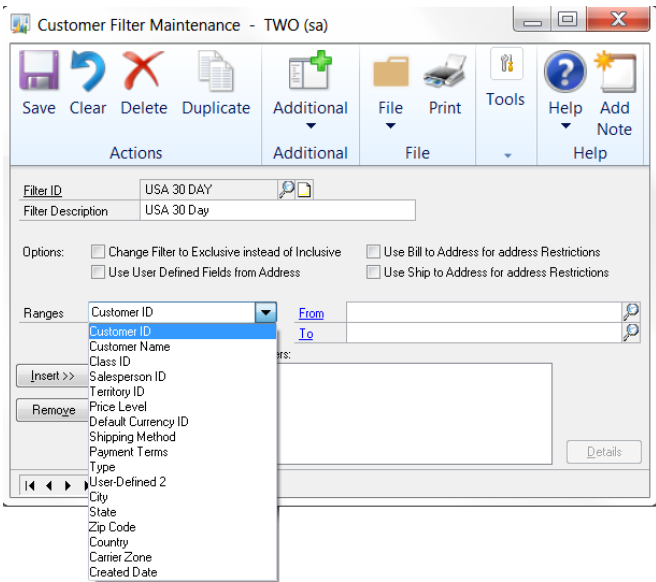 Customer Filter Maintenance - TWO (sa)
Save Clear Delete Duplicate Additional File Print Tools Help Add Note
Actions Additional File Help
Filter ID USA 30 DAY
Filter Description USA 30 Day
Options: Change Filter to Exclusive instead of Inclusive Use Bill to Address for address Restrictions
Use User Defined Fields from Address Use Ship to Address for address Restrictions
Ranges Customer ID From
To
Customer ID
Customer Name
Class ID
Salesperson ID
Territory ID
Price Level
Default Currency ID
Shipping Method
Payment Terms
Type
User-Defined 2
City
State
Zip Code
Country
Carrier Zone
Created Date
Insert >>
Remove
Details